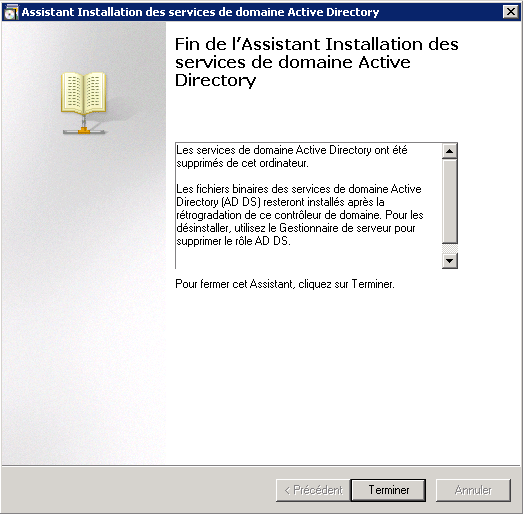 Assistant Installation des services de domaine Active Directory
Fin de l'Assistant Installation des
services de domaine Active
Directory
Les services de domaine Active Directory ont été
supprimés de cet ordinateur.
Les fichiers binaires des services de domaine Active
Directory (AD DS) resteront installés après la
rétrogradation de ce contrôleur de domaine. Pour les
désinstaller, utilisez le Gestionnaire de serveur pour
supprimer le rôle AD DS.
Pour fermer cet Assistant, cliquez sur Terminer.
< Précédent Terminer Annuler